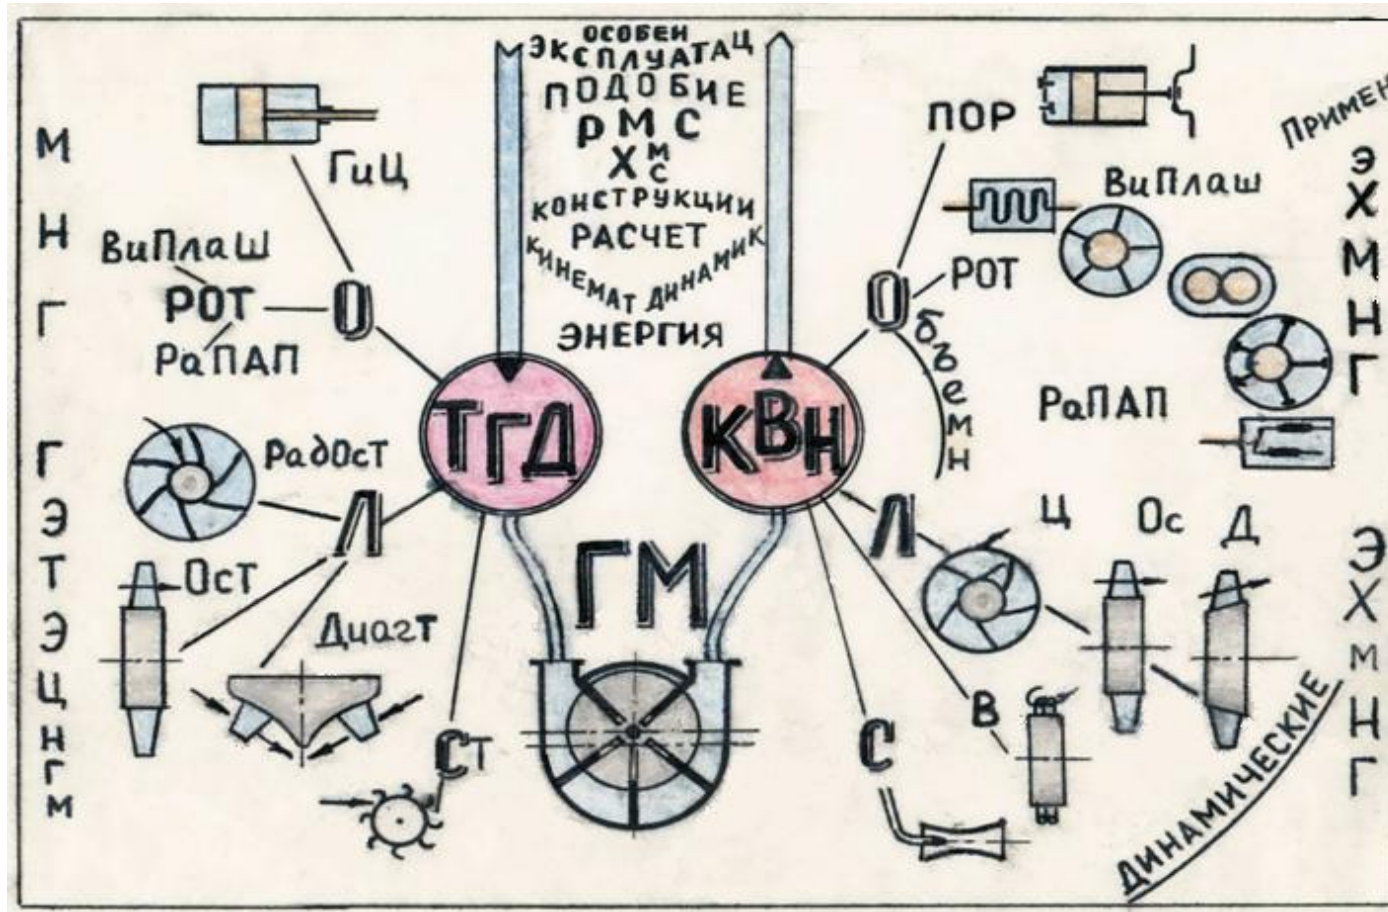 ОСОБЕН
ЭКСПЛУАТАЦ
ПОДОБИЕ
РМС
ХМС
КОНСТРУКЦИИ
РАСЧЕТ
КИНЕМАТ ДИНАМИК
ЭНЕРГИЯ
М
Н
Г
Г
Э
Т
Э
Ц
Н
Г
М
ГиЦ
ВиПлаШ
РОТ
РаПАП
О
ТГД
РадОст
Л
Ост
Диагт
Ст
ГМ
КВН
ПОР
ВиПлаш
РОТ
Объемн
РаПАП
Л
Ц
Ос
Д
В
С
Примен
Э
Х
М
Н
Г
Э
Х
М
Н
Г
ДИНАМИЧЕСКИЕ